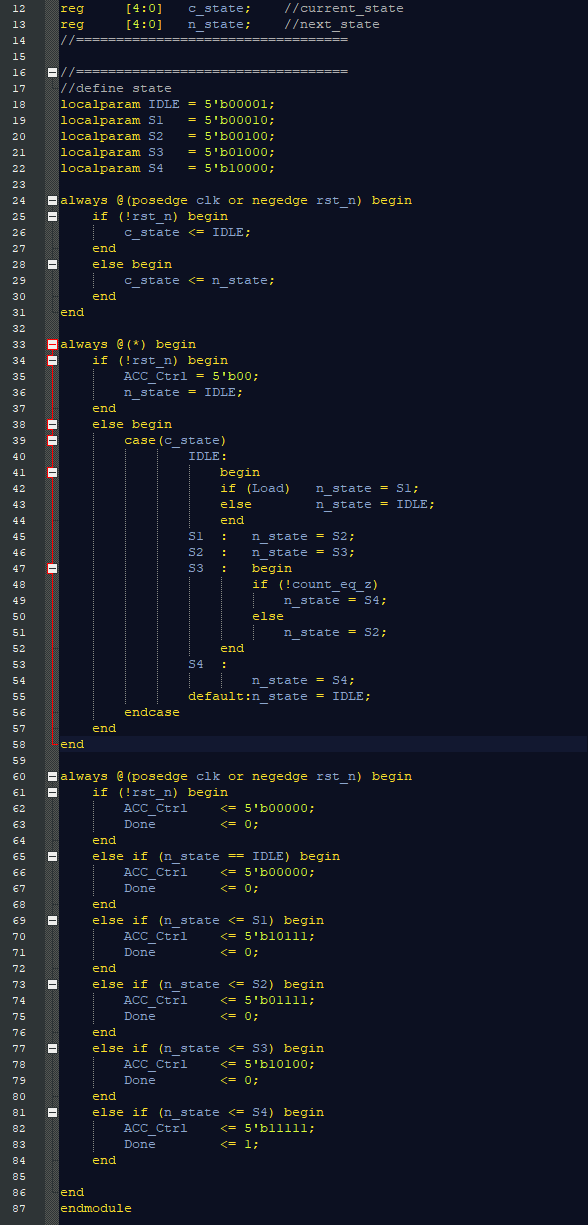 12 reg [4:0] c_state; //current_state
13 reg [4:0] n_state; //next_state
14 //==================================
15
16 //==================================
17 //define state
18 localparam IDLE = 5'b00001;
19 localparam S1 = 5'b00010;
20 localparam S2 = 5'b00100;
21 localparam S3 = 5'b01000;
22 localparam S4 = 5'b10000;
23
24 always @(posedge clk or negedge rst_n) begin
25 if (!rst_n) begin
26 c_state <= IDLE;
27 end
28 else begin
29 c_state <= n_state;
30 end
31 end
32
33 always @(*) begin
34 if (!rst_n) begin
35 ACC_Ctrl = 5'b00;
36 n_state = IDLE;
37 end
38 else begin
39 case(c_state)
40 IDLE:
41 begin
42 if (Load) n_state = S1;
43 else n_state = IDLE;
44 end
45 S1 : n_state = S2;
46 S2 : n_state = S3;
47 S3 : begin
48 if (!count_eq_z)
49 n_state = S4;
50 else
51 n_state = S2;
52 end
53 S4 :
54 n_state = S4;
55 default:n_state = IDLE;
56 endcase
57 end
58 end
59
60 always @(posedge clk or negedge rst_n) begin
61 if (!rst_n) begin
62 ACC_Ctrl <= 5'b00000;
63 Done <= 0;
64 end
65 else if (n_state == IDLE) begin
66 ACC_Ctrl <= 5'b00000;
67 Done <= 0;
68 end
69 else if (n_state <= S1) begin
70 ACC_Ctrl <= 5'b10111;
71 Done <= 0;
72 end
73 else if (n_state <= S2) begin
74 ACC_Ctrl <= 5'b01111;
75 Done <= 0;
76 end
77 else if (n_state <= S3) begin
78 ACC_Ctrl <= 5'b10100;
79 Done <= 0;
80 end
81 else if (n_state <= S4) begin
82 ACC_Ctrl <= 5'b11111;
83 Done <= 1;
84 end
85
86 end
87 endmodule